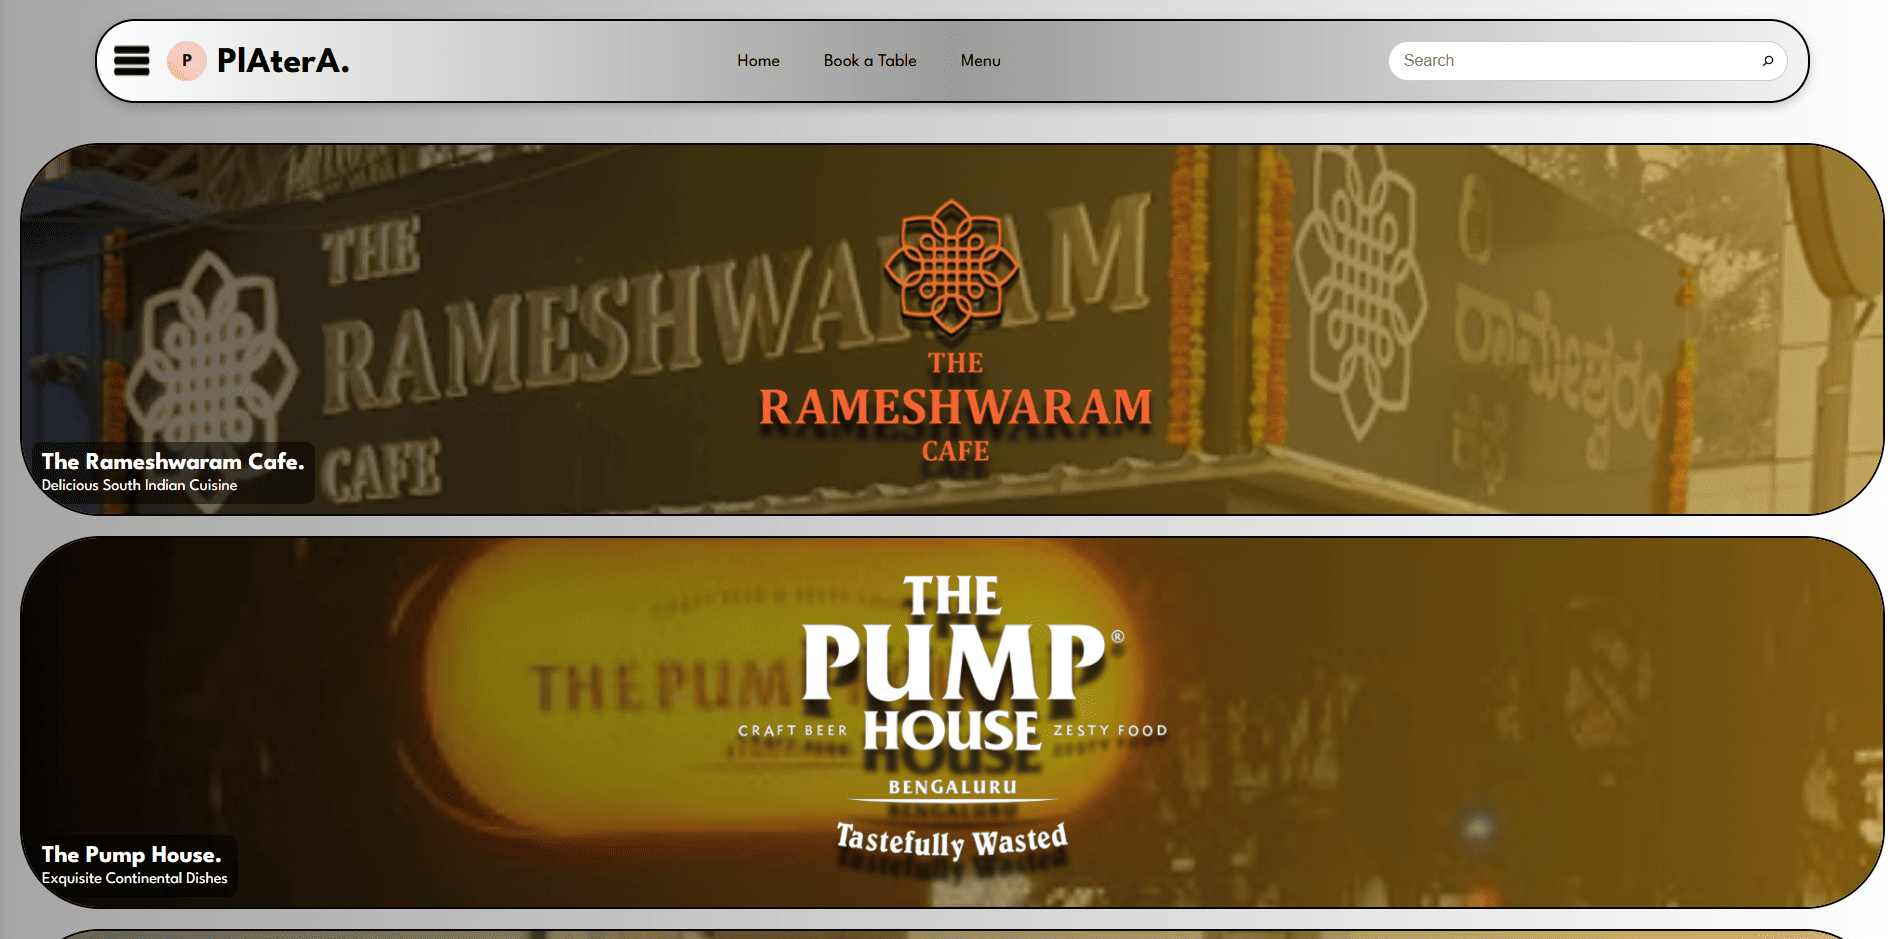 P
PlAterA.
Home
Book a Table
Menu
Search
THE
RAMESHWARAM
CAFE
THE
RAMESHWARAM
CAFE
The Rameshwaram Cafe.
Delicious South Indian Cuisine
THE PUMP
THE
PUMP®
CRAFT BEER HOUSE ZESTY FOOD
BENGALURU
Tastefully Wasted
The Pump House.
Exquisite Continental Dishes